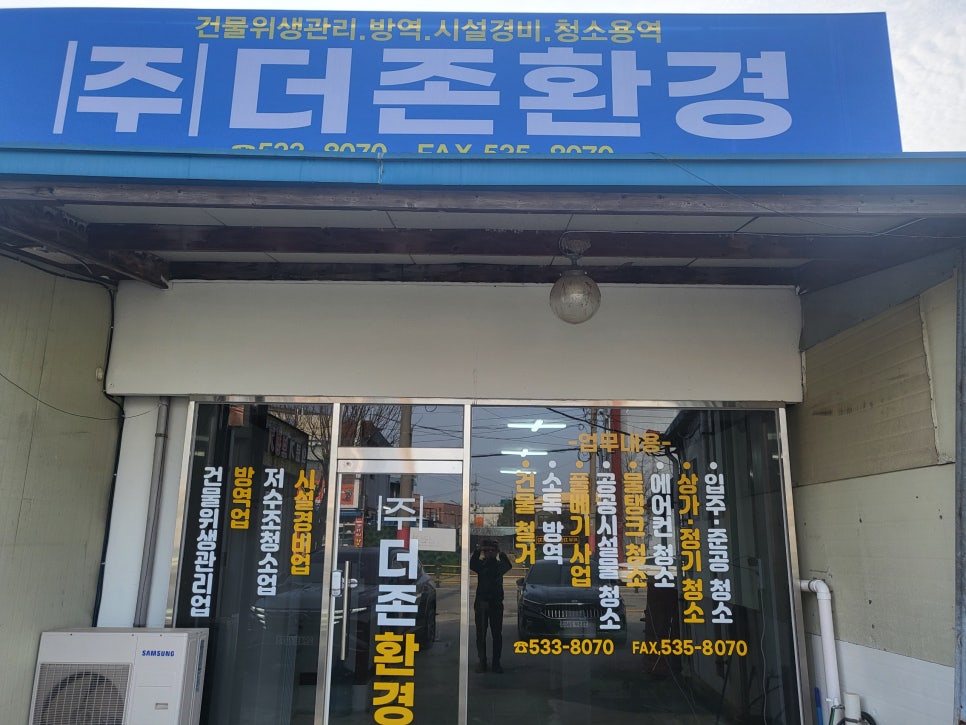 건물위생관리.방역.시설경비.청소용역
|주|더존환경
☎533-8070 FAX.535-8070
시설경비업
저수조청소업
방역업
건물위생관리업
|주|더존환경
-업무내용-
•입주·준공 청소
•상가·정기 청소
•에어컨 청소
•물탱크 청소
•공공시설물 청소
•풀베기 사업
•소독 방역
•건물 철거
☎533-8070 FAX.535-8070
SAMSUNG